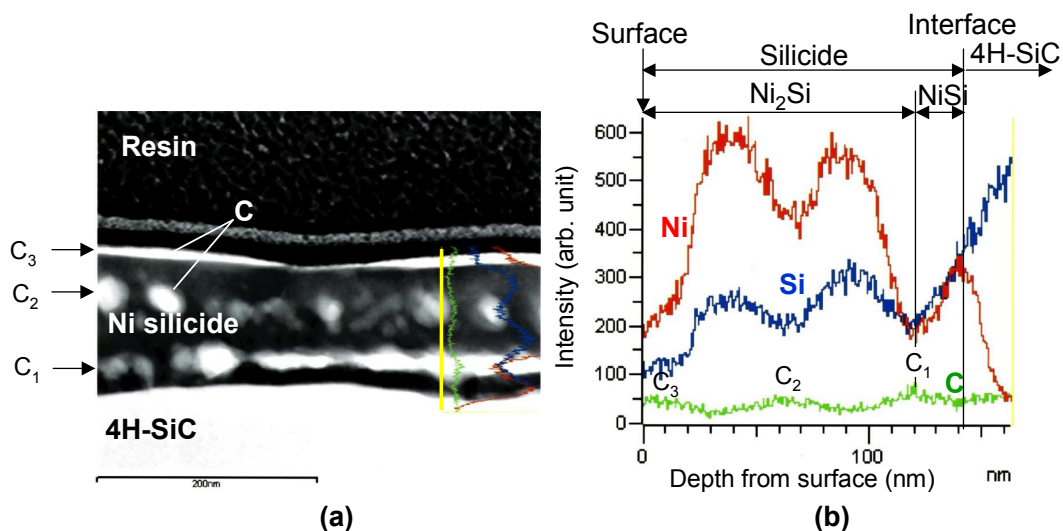 Resin
C
C3
C2
Ni silicide
C1
4H-SiC
200nm
(a)
Surface
Interface
Silicide
4H-SiC
Ni2Si
NiSi
600
500
400
300
200
100
0
Intensity (arb. unit)
Ni
Si
C3
C2
C1
C
0
100
nm
Depth from surface (nm)
(b)